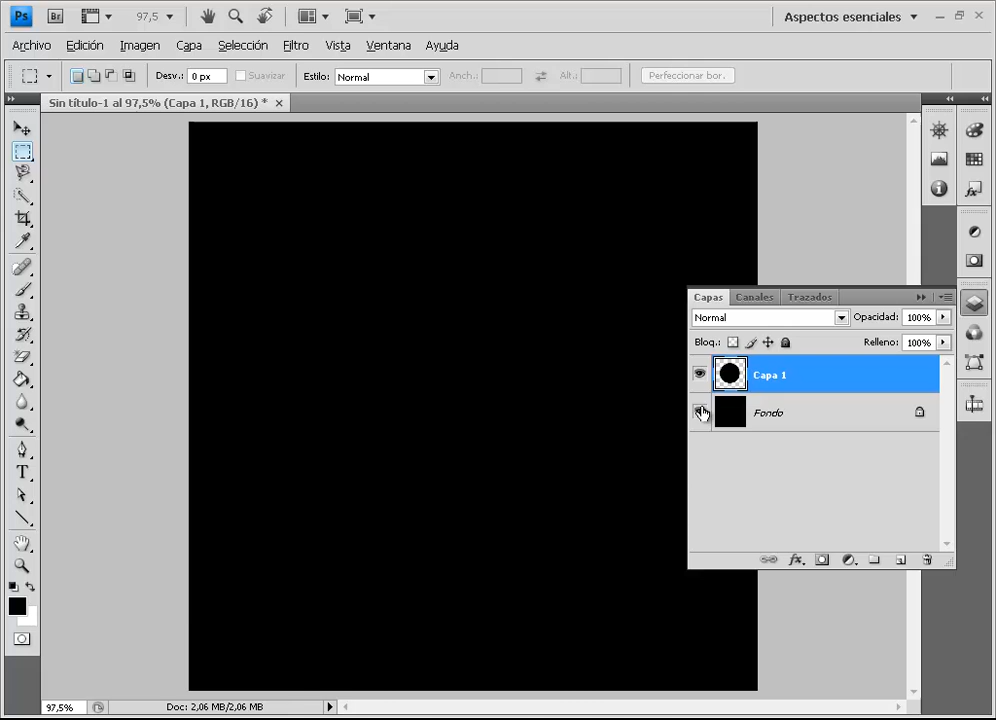 Ps Br 97,5 Aspectos esenciales
Archivo Edición Imagen Capa Selección Filtro Vista Ventana Ayuda
Desv.: 0 px Suavizar Estilo: Normal Anch.: Alt.: Perfeccionar bor.
Sin título-1 al 97,5% (Capa 1, RGB/16) *
Capas Canales Trazados
Normal Opacidad: 100%
Bloq.: Relleno: 100%
Capa 1
Fondo
fx.
T
97,5% Doc: 2,06 MB/2,06 MB